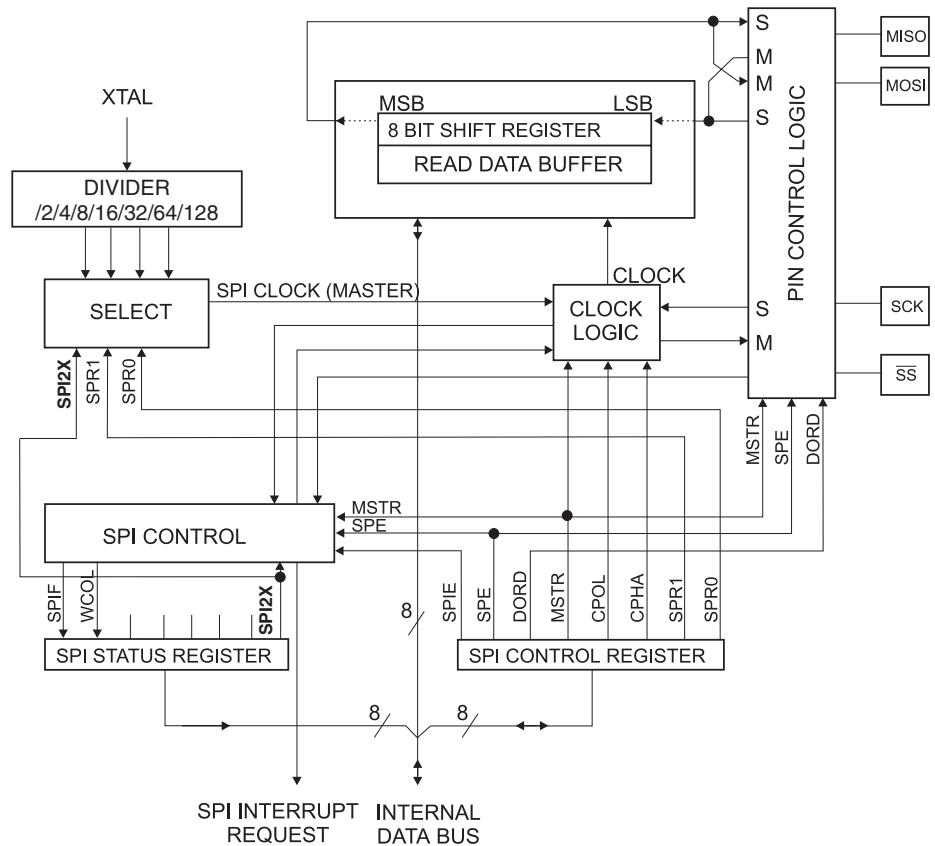 S
MISO
M
XTAL
MSB
LSB
M
MOSI
8 BIT SHIFT REGISTER
S
READ DATA BUFFER
PIN CONTROL LOGIC
DIVIDER
/2/4/8/16/32/64/128
CLOCK
SPI CLOCK (MASTER)
SELECT
CLOCK
LOGIC
S
SCK
M
SPI2X
SPR1
SPR0
SS
MSTR
SPE
DORD
MSTR
SPE
SPI CONTROL
SPIF
WCOL
SPI2X
8
SPIE
SPE
DORD
MSTR
CPOL
CPHA
SPR1
SPR0
SPI STATUS REGISTER
SPI CONTROL REGISTER
8
8
SPI INTERRUPT
REQUEST
INTERNAL
DATA BUS